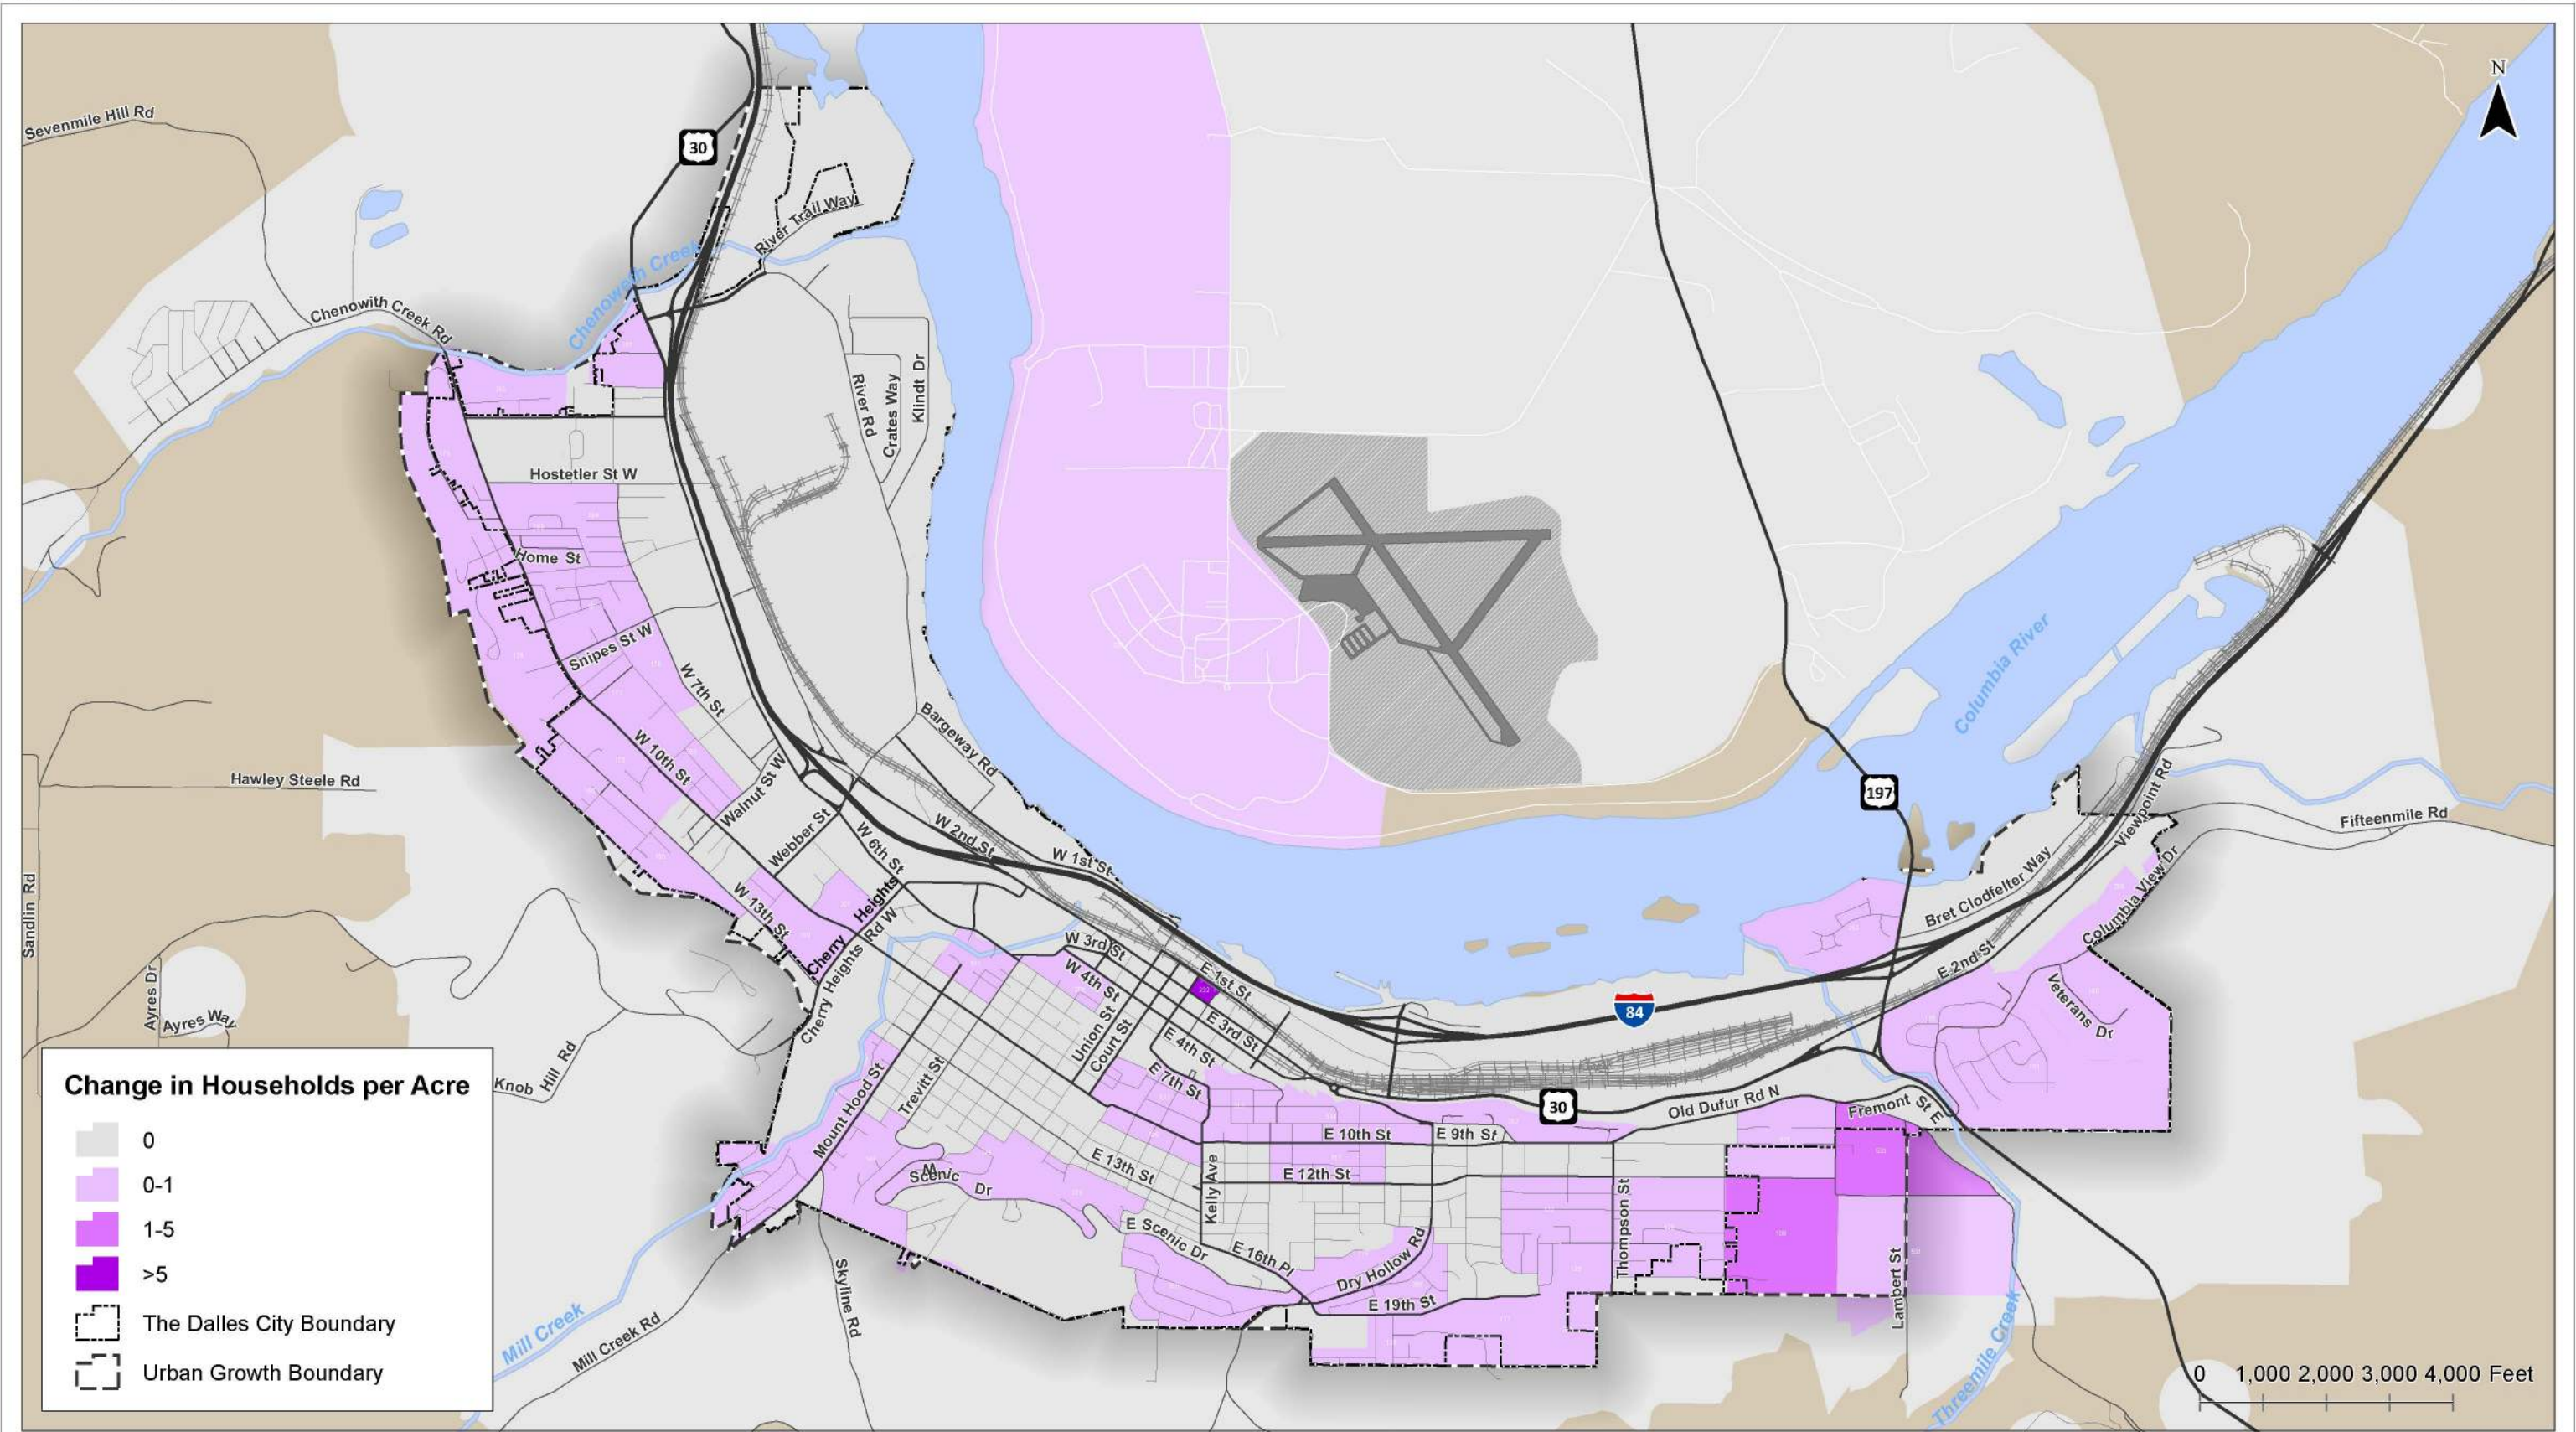 N
Sevenmile Hill Rd
30
River Trail Way
Chenoweth Creek
Chenowith Creek Rd
River Rd
Crates Way
Klindt Dr
Hostetler St W
Home St
Snipes St W
W 7th St
Columbia River
Bargeway Rd
W 10th St
Hawley Steele Rd
Walnut St W
197
Viewpoint Rd
Webber St
W 6th St
W 2nd St
Fifteenmile Rd
W 1st St
Sandlin Rd
W 13th St
Cherry Heights
Bret Clodfelter Way
Columbia View Dr
Cherry Heights Rd W
W 3rd St
W 4th St
E 1st St
232
E 2nd St
Ayres Dr
Ayres Way
84
Veterans Dr
Union St
Court St
E 3rd St
E 4th St
Knob Hill Rd
Mount Hood St
Trevitt St
E 7th St
30
Old Dufur Rd N
Fremont St E
E 10th St
E 9th St
E 13th St
Scenic Dr
E 12th St
Kelly Ave
Thompson St
E Scenic Dr
E 16th Pl
Dry Hollow Rd
E 19th St
Lambert St
Skyline Rd
Mill Creek
Mill Creek Rd
Threemile Creek
Change in Households per Acre
0
0-1
1-5
>5
The Dalles City Boundary
Urban Growth Boundary
0 1,000 2,000 3,000 4,000 Feet